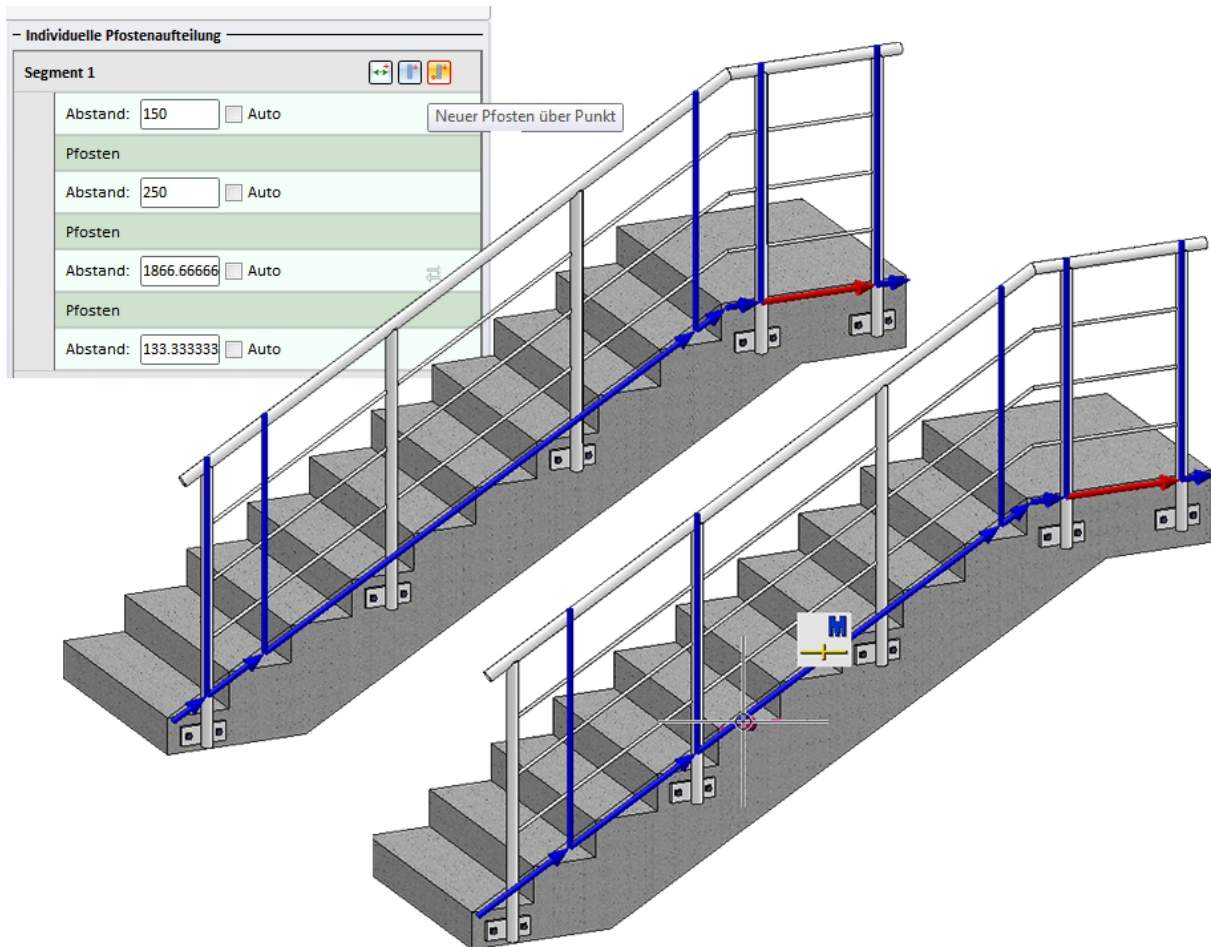 Individuelle Pfostenaufteilung
Segment 1
Abstand: 150 Auto
Neuer Pfosten über Punkt
Pfosten
Abstand: 250 Auto
Pfosten
Abstand: 1866.66666 Auto
Pfosten
Abstand: 133.333333 Auto
M